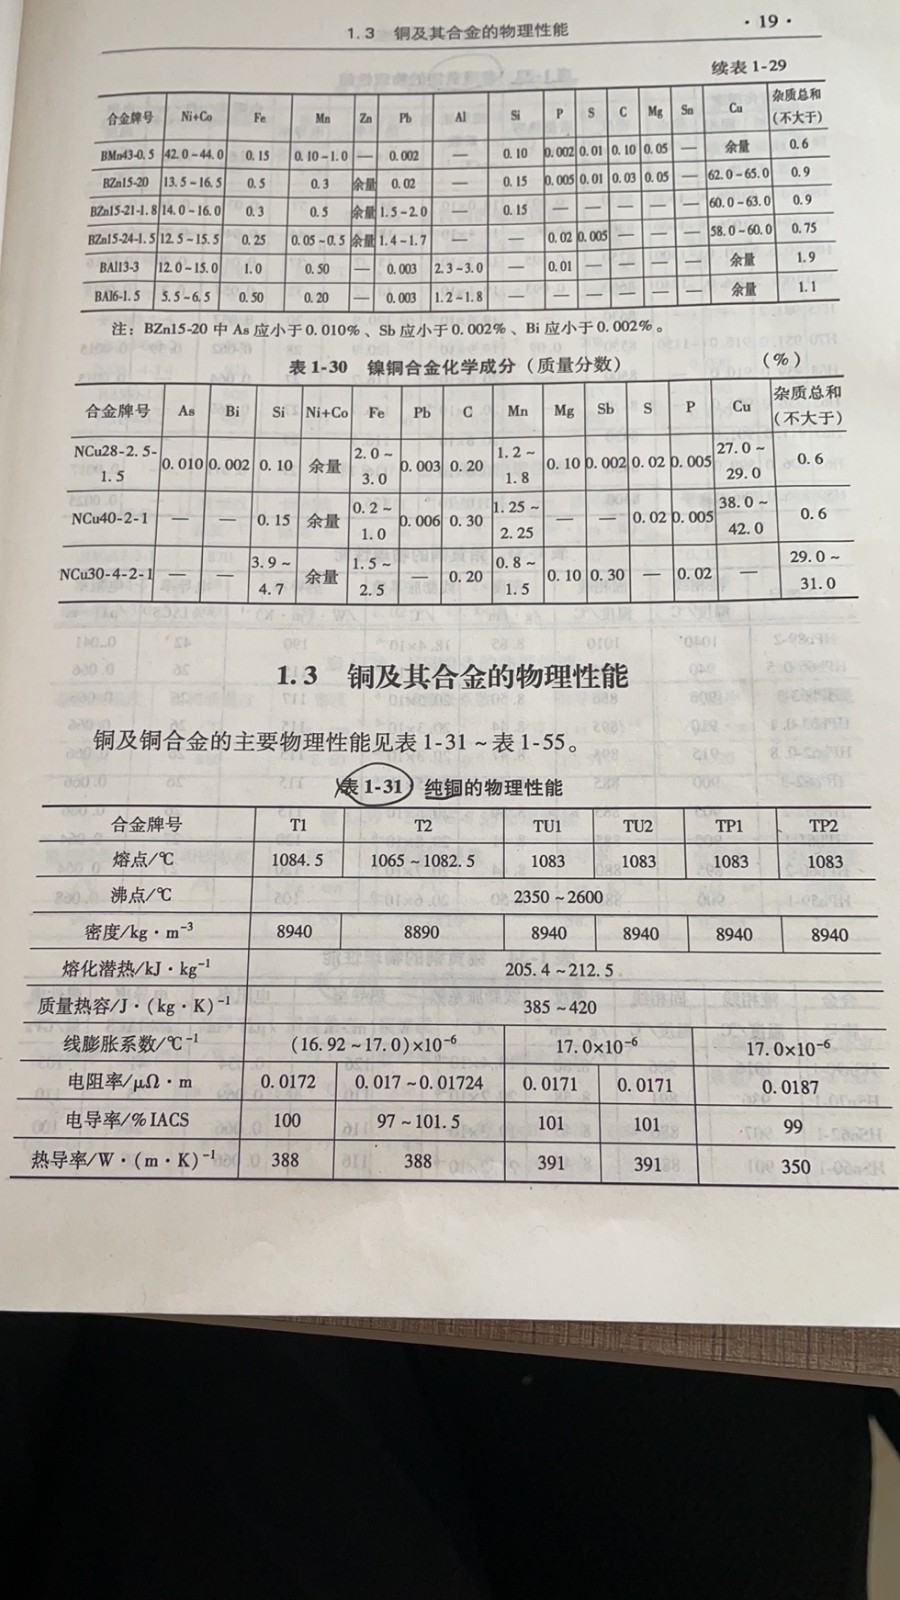 1.3 铜及其合金的物理性能 · 19 ·
续表 1-29
合金牌号 Ni+Co Fe Mn Zn Pb Al Si P S C Mg Sn Cu 杂质总和(不大于)
BMn43-0.5 42.0~44.0 0.15 0.10~1.0 — 0.002 — 0.10 0.002 0.01 0.10 0.05 — 余量 0.6
BZn15-20 13.5~16.5 0.5 0.3 余量 0.02 — 0.15 0.005 0.01 0.03 0.05 — 62.0~65.0 0.9
BZn15-21-1.8 14.0~16.0 0.3 0.5 余量 1.5~2.0 — 0.15 — — — — — 60.0~63.0 0.9
BZn15-24-1.5 12.5~15.5 0.25 0.05~0.5 余量 1.4~1.7 — — 0.02 0.005 — — — 58.0~60.0 0.75
BAl13-3 12.0~15.0 1.0 0.50 — 0.003 2.3~3.0 — 0.01 — — — — 余量 1.9
BAl6-1.5 5.5~6.5 0.50 0.20 — 0.003 1.2~1.8 — — — — — — 余量 1.1
注：BZn15-20 中 As 应小于 0.010%、Sb 应小于 0.002%、Bi 应小于 0.002%。
表 1-30 镍铜合金化学成分（质量分数） （%）
合金牌号 As Bi Si Ni+Co Fe Pb C Mn Mg Sb S P Cu 杂质总和(不大于)
NCu28-2.5-1.5 0.010 0.002 0.10 余量 2.0~3.0 0.003 0.20 1.2~1.8 0.10 0.002 0.02 0.005 27.0~29.0 0.6
NCu40-2-1 — — 0.15 余量 0.2~1.0 0.006 0.30 1.25~2.25 — — 0.02 0.005 38.0~42.0 0.6
NCu30-4-2-1 — — 3.9~4.7 余量 1.5~2.5 — 0.20 0.8~1.5 0.10 0.30 — 0.02 — 29.0~31.0
1.3 铜及其合金的物理性能
铜及铜合金的主要物理性能见表 1-31 ~ 表 1-55。
表 1-31 纯铜的物理性能
合金牌号 T1 T2 TU1 TU2 TP1 TP2
熔点/℃ 1084.5 1065~1082.5 1083 1083 1083 1083
沸点/℃ 2350~2600
密度/kg·m⁻³ 8940 8890 8940 8940 8940 8940
熔化潜热/kJ·kg⁻¹ 205.4~212.5
质量热容/J·(kg·K)⁻¹ 385~420
线膨胀系数/℃⁻¹ (16.92~17.0)×10⁻⁶ 17.0×10⁻⁶ 17.0×10⁻⁶
电阻率/μΩ·m 0.0172 0.017~0.01724 0.0171 0.0171 0.0187
电导率/% IACS 100 97~101.5 101 101 99
热导率/W·(m·K)⁻¹ 388 388 391 391 350